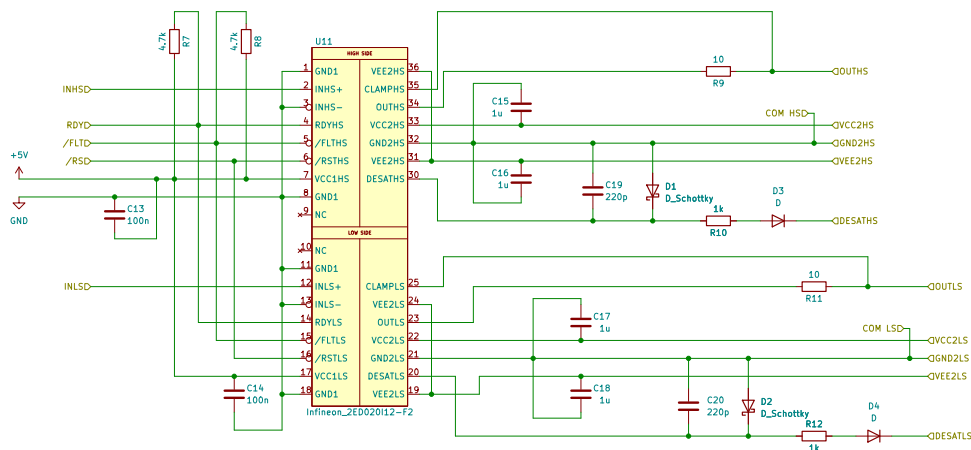 U11
HIGH SIDE
4.7k
R7
4.7k
R8
1 GND1
2 INHS+
3 INHS-
4 RDYHS
5 /FLTHS
6 /RSTHS
7 VCC1HS
8 GND1
9 NC
VEE2HS 36
CLAMPHS 35
OUTHS 34
VCC2HS 33
GND2HS 32
VEE2HS 31
DESATHS 30
LOW SIDE
10 NC
11 GND1
12 INLS+
13 INLS-
14 RDYLS
15 /FLTLS
16 /RSTLS
17 VCC1LS
18 GND1
CLAMPLS 25
VEE2LS 24
OUTLS 23
VCC2LS 22
GND2LS 21
DESATLS 20
VEE2LS 19
Infineon_2ED020I12-F2
INHS
RDY
/FLT
/RS
+5V
GND
C13
100n
INLS
C14
100n
10
R9
OUTHS
C15
1u
COM HS
VCC2HS
GND2HS
VEE2HS
C16
1u
C19
220p
D1
D_Schottky
1k
R10
D3
D
DESATHS
10
R11
OUTLS
C17
1u
COM LS
VCC2LS
GND2LS
VEE2LS
C18
1u
C20
220p
D2
D_Schottky
R12
1k
D4
D
DESATLS